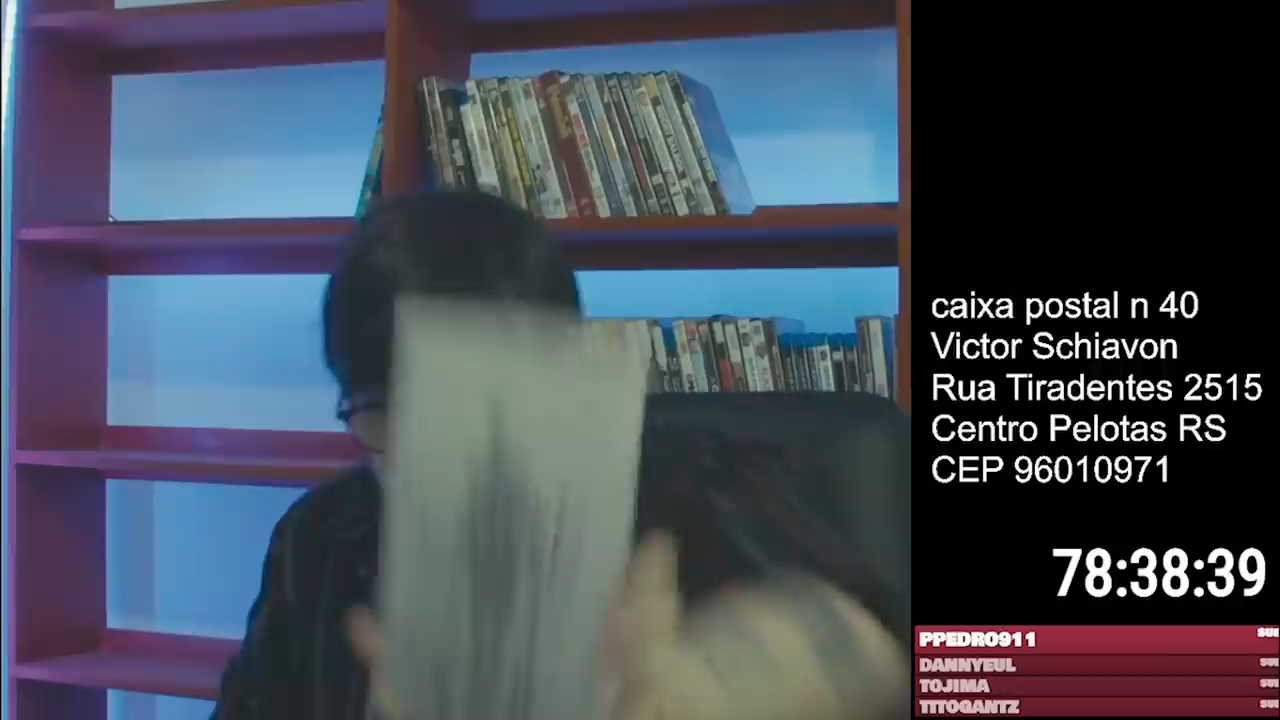 caixa postal n 40
Victor Schiavon
Rua Tiradentes 2515
Centro Pelotas RS
CEP 96010971
78:38:39
PPEDRO911
DANNYEUL
TOJIMA
TITOGANTZ